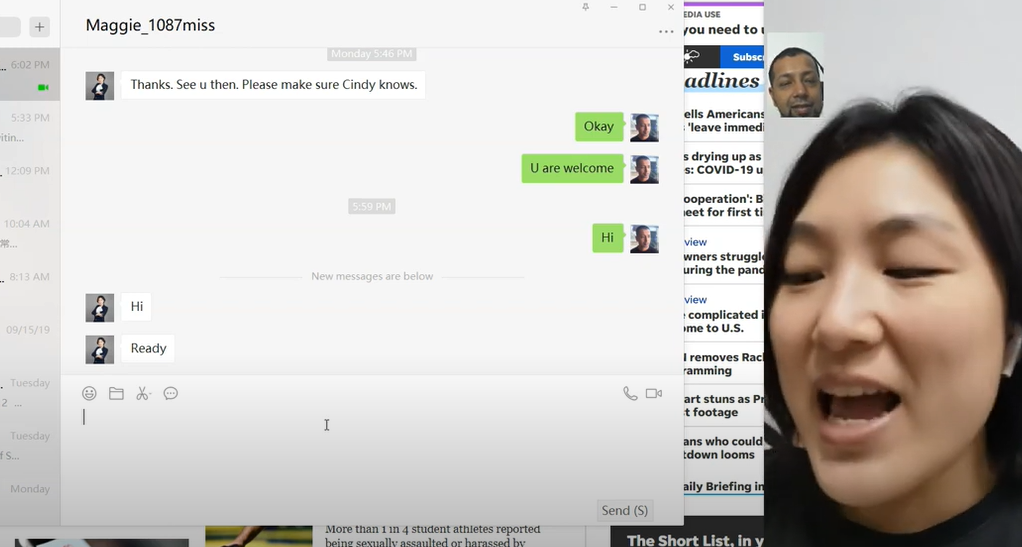 Maggie_1087miss
Monday 5:46 PM
Thanks. See u then. Please make sure Cindy knows.
Okay
U are welcome
5:59 PM
Hi
New messages are below
Hi
Ready
Send (S)
6:02 PM
5:33 PM
12:09 PM
10:04 AM
常...
8:13 AM
09/15/19
Tuesday
2 ...
Tuesday
Monday
EDIA USE
you need to
Subsc
adlines
ells Americans
'leave immedi
s drying up as
s: COVID-19
ooperation': B
eet for first ti
view
wners struggle
uring the pand
view
complicated i
ome to U.S.
removes Rac
ramming
art stuns as Pr
st footage
ans who could
tdown looms
aily Briefing in
More than 1 in 4 student athletes reported
being sexually assaulted or harassed by
The Short List, in y